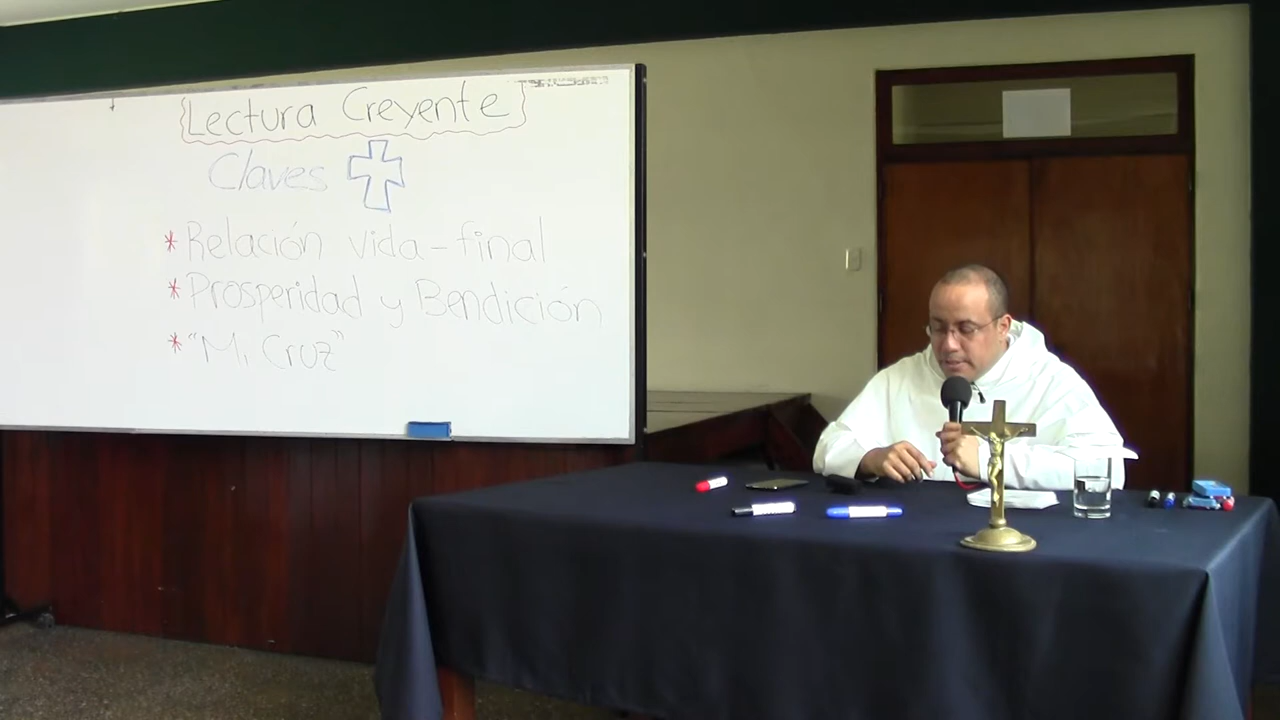 {Lectura Creyente}
Claves
* Relación vida-final
* Prosperidad y Bendición
* "Mi Cruz"